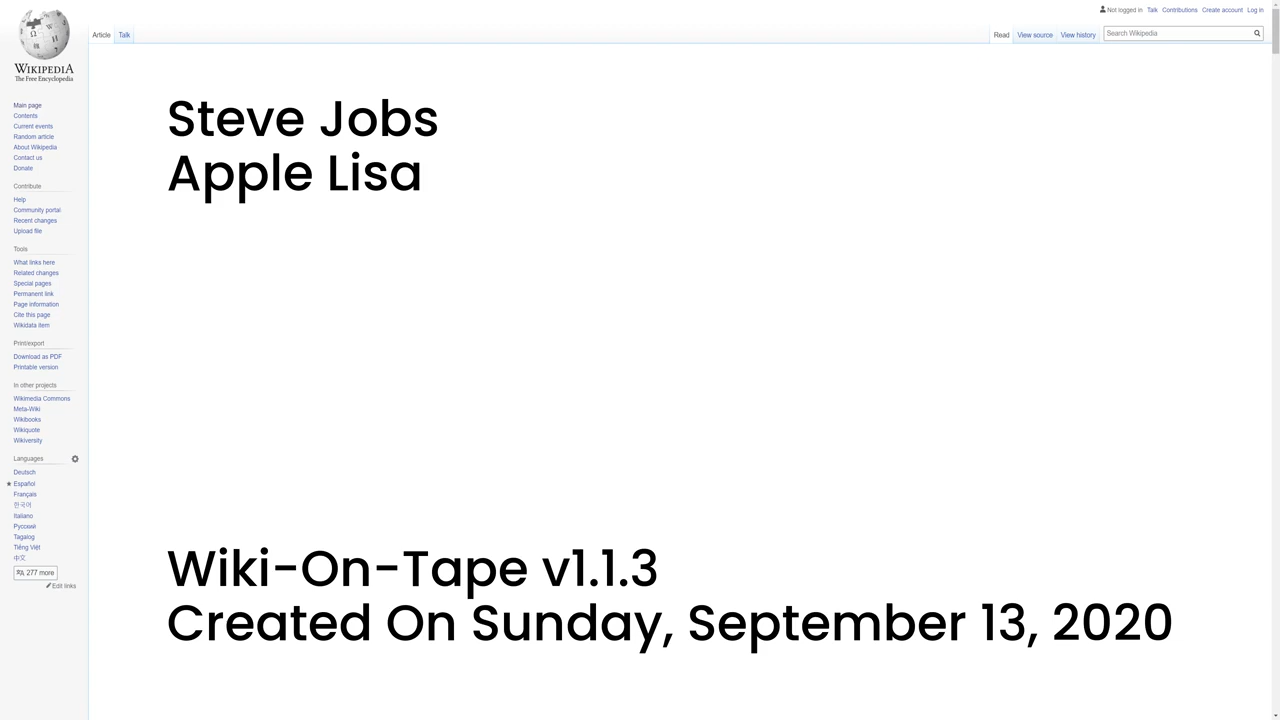 Not logged in Talk Contributions Create account Log in
Article Talk Read View source View history Search Wikipedia
WIKIPEDIA
The Free Encyclopedia
Main page
Contents
Current events
Random article
About Wikipedia
Contact us
Donate
Contribute
Help
Community portal
Recent changes
Upload file
Tools
What links here
Related changes
Special pages
Permanent link
Page information
Cite this page
Wikidata item
Print/export
Download as PDF
Printable version
In other projects
Wikimedia Commons
Meta-Wiki
Wikibooks
Wikiquote
Wikiversity
Languages
Deutsch
Español
Français
한국어
Italiano
Русский
Tagalog
Tiếng Việt
中文
277 more
Edit links
Steve Jobs
Apple Lisa
Wiki-On-Tape v1.1.3
Created On Sunday, September 13, 2020